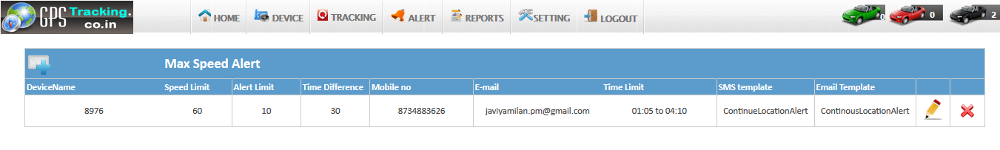 GPS Tracking.
co.in
HOME DEVICE TRACKING ALERT REPORTS SETTING LOGOUT 0 0 2
Max Speed Alert
DeviceName Speed Limit Alert Limit Time Difference Mobile no E-mail Time Limit SMS template Email Template
8976 60 10 30 8734883626 javiyamilan.pm@gmail.com 01:05 to 04:10 ContinueLocationAlert ContinousLocationAlert